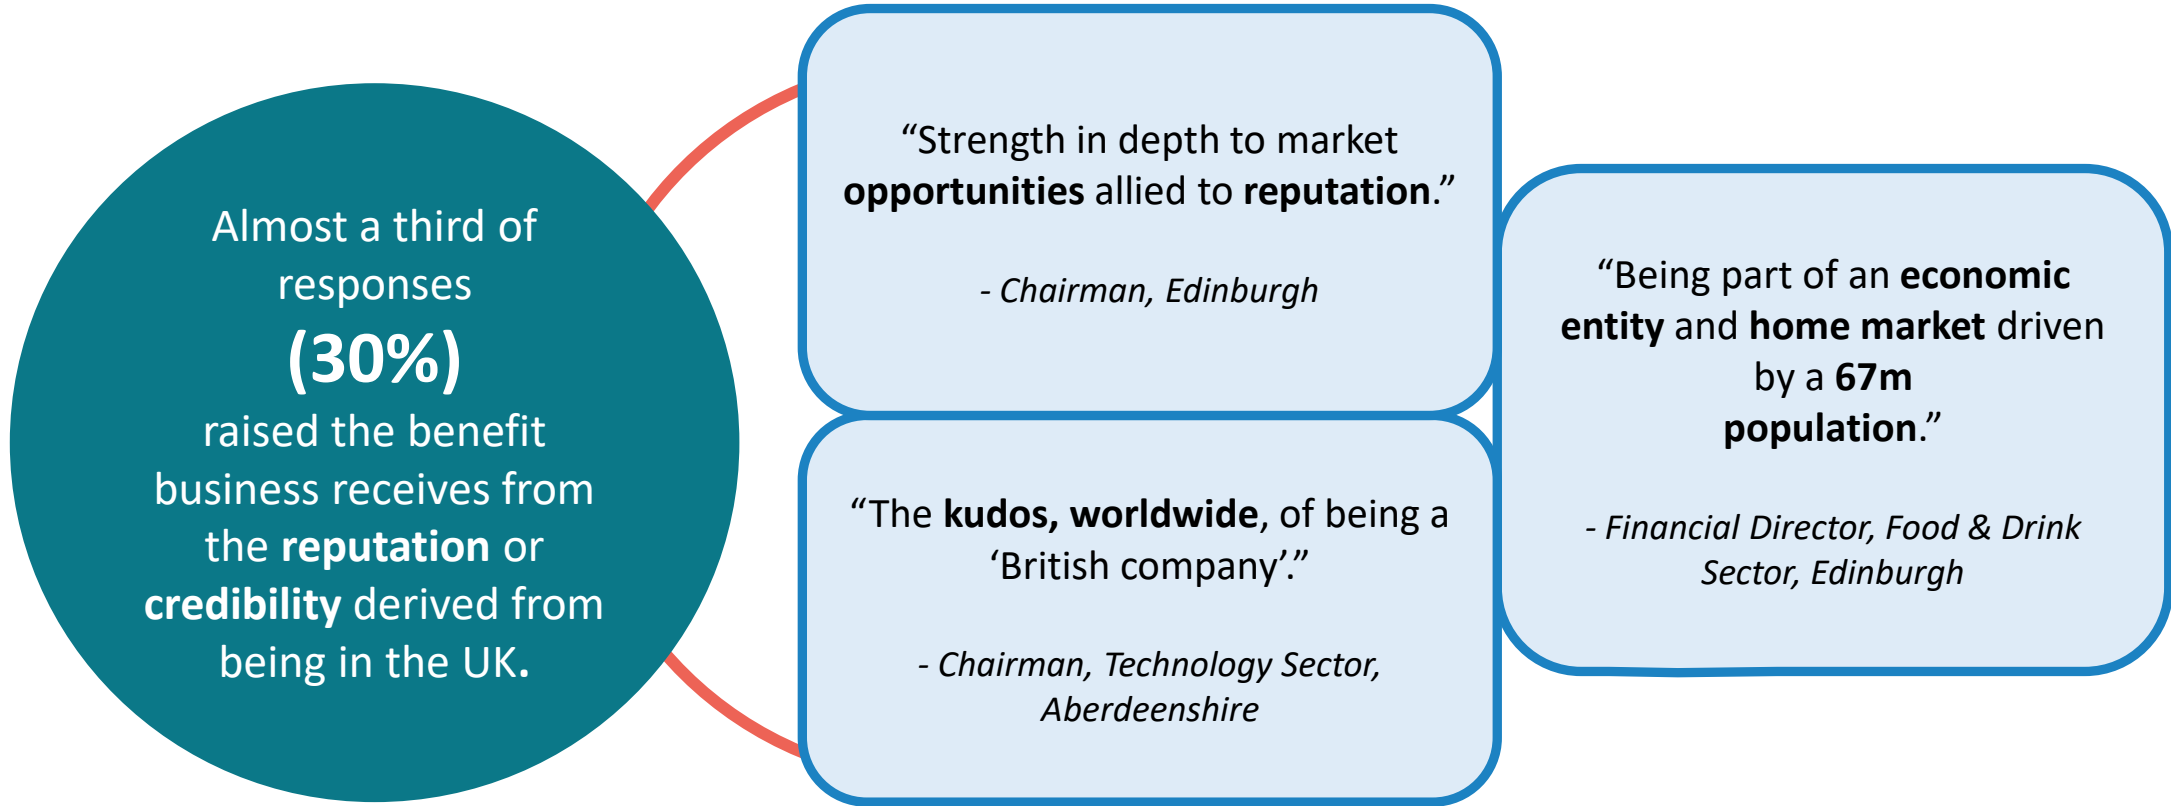 Almost a third of
responses
(30%)
raised the benefit
business receives from
the reputation or
credibility derived from
being in the UK.
“Strength in depth to market
opportunities allied to reputation.”
- Chairman, Edinburgh
“The kudos, worldwide, of being a
‘British company’.”
- Chairman, Technology Sector,
Aberdeenshire
“Being part of an economic
entity and home market driven
by a 67m
population.”
- Financial Director, Food & Drink
Sector, Edinburgh